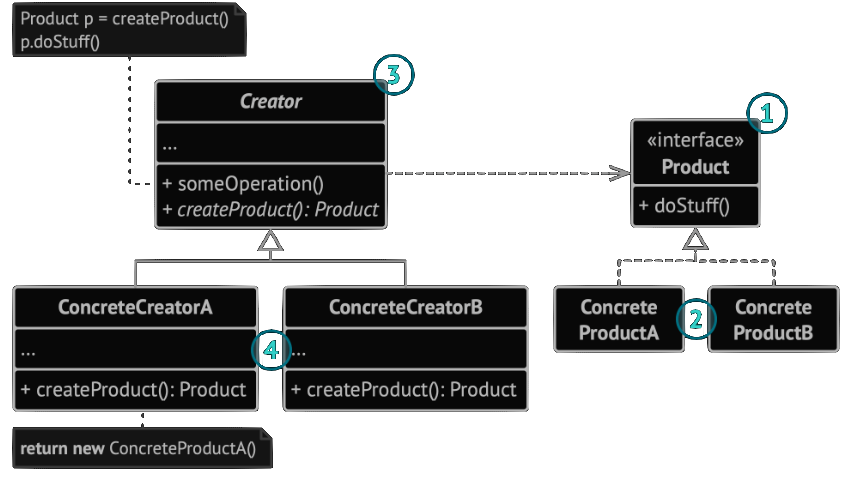 Product p = createProduct()
p.doStuff()
3
Creator
...
+ someOperation()
+ createProduct(): Product
1
«interface»
Product
+ doStuff()
ConcreteCreatorA
...
+ createProduct(): Product
4
ConcreteCreatorB
...
+ createProduct(): Product
Concrete
ProductA
2
Concrete
ProductB
return new ConcreteProductA()